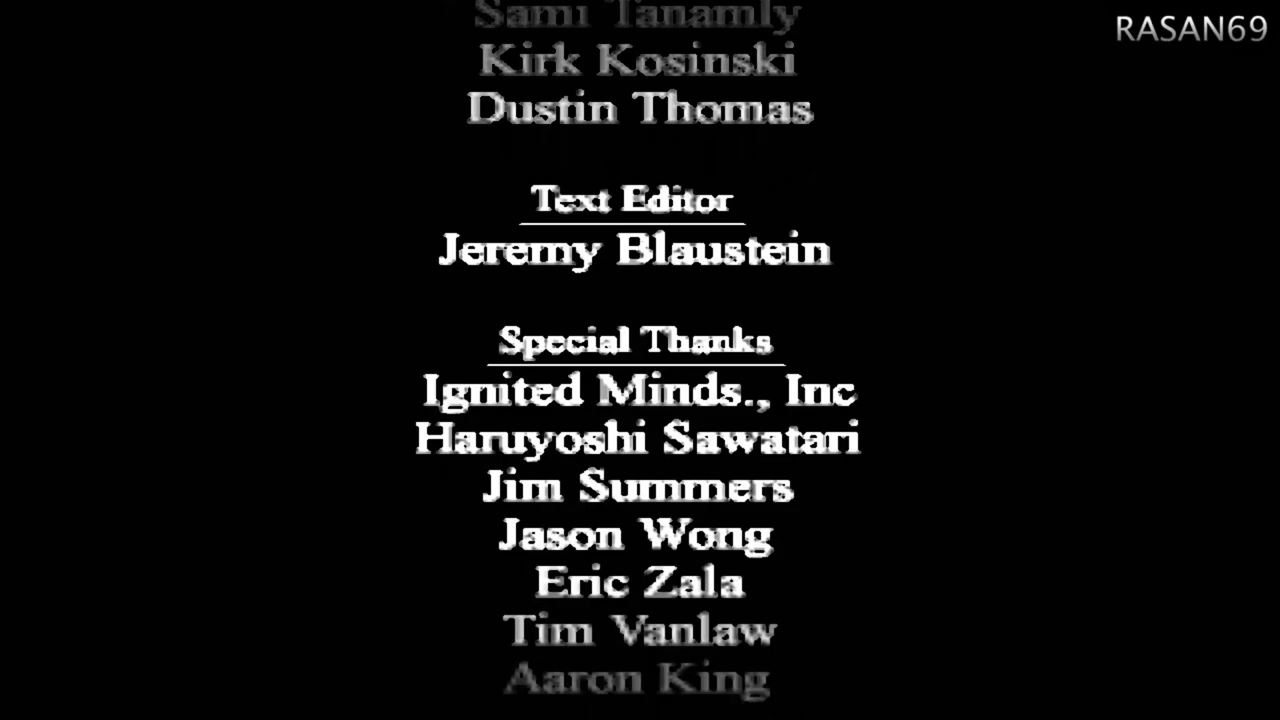 RASAN69
Sami Tanamly
Kirk Kosinski
Dustin Thomas
Text Editor
Jeremy Blaustein
Special Thanks
Ignited Minds., Inc
Haruyoshi Sawatari
Jim Summers
Jason Wong
Eric Zala
Tim Vanlaw
Aaron King